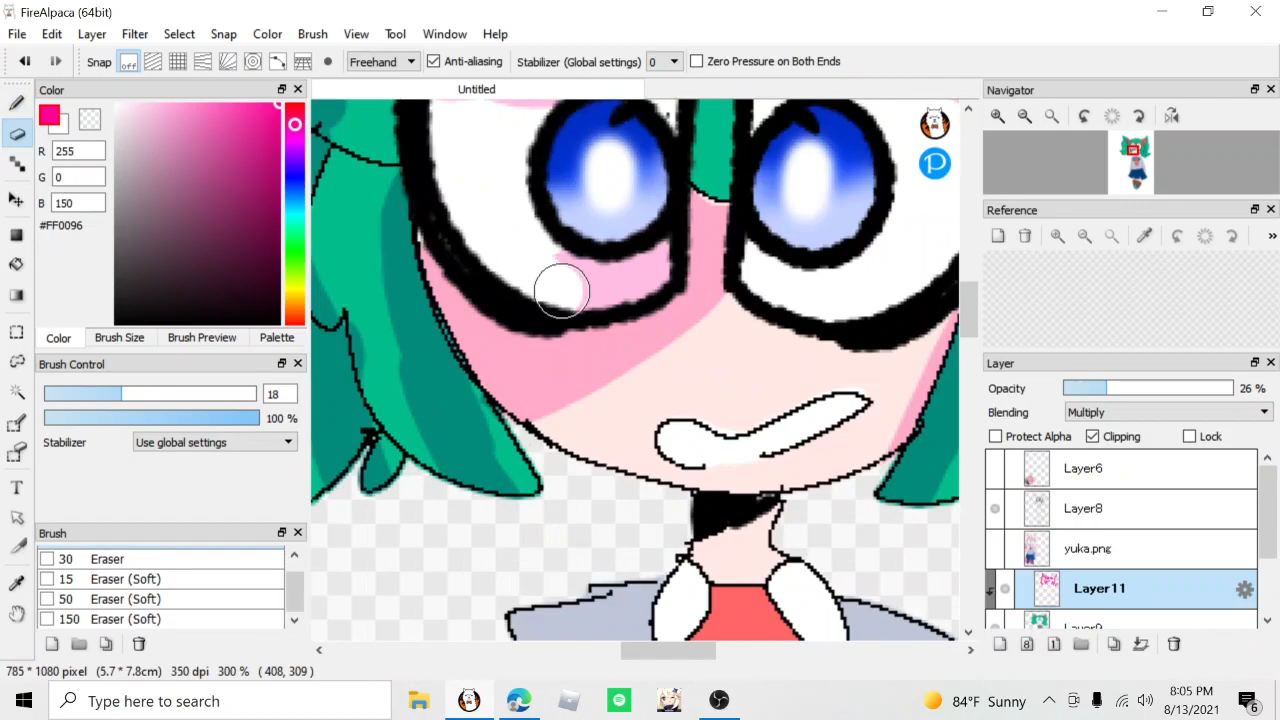 FireAlpaca (64bit)
File Edit Layer Filter Select Snap Color Brush View Tool Window Help
Snap off Freehand Anti-aliasing Stabilizer (Global settings) 0 Zero Pressure on Both Ends
Color
Untitled
Navigator
R 255
G 0
B 150
#FF0096
Reference
Color Brush Size Brush Preview Palette
Brush Control
18
100 %
Stabilizer Use global settings
Layer
Opacity 26 %
Blending Multiply
Protect Alpha Clipping Lock
Layer6
Layer8
yuka.png
Layer11
Brush
30 Eraser
15 Eraser (Soft)
50 Eraser (Soft)
150 Eraser (Soft)
785 * 1080 pixel (5.7 * 7.8cm) 350 dpi 300 % ( 408, 309 )
Type here to search
84°F Sunny
8:05 PM
8/13/2021
6